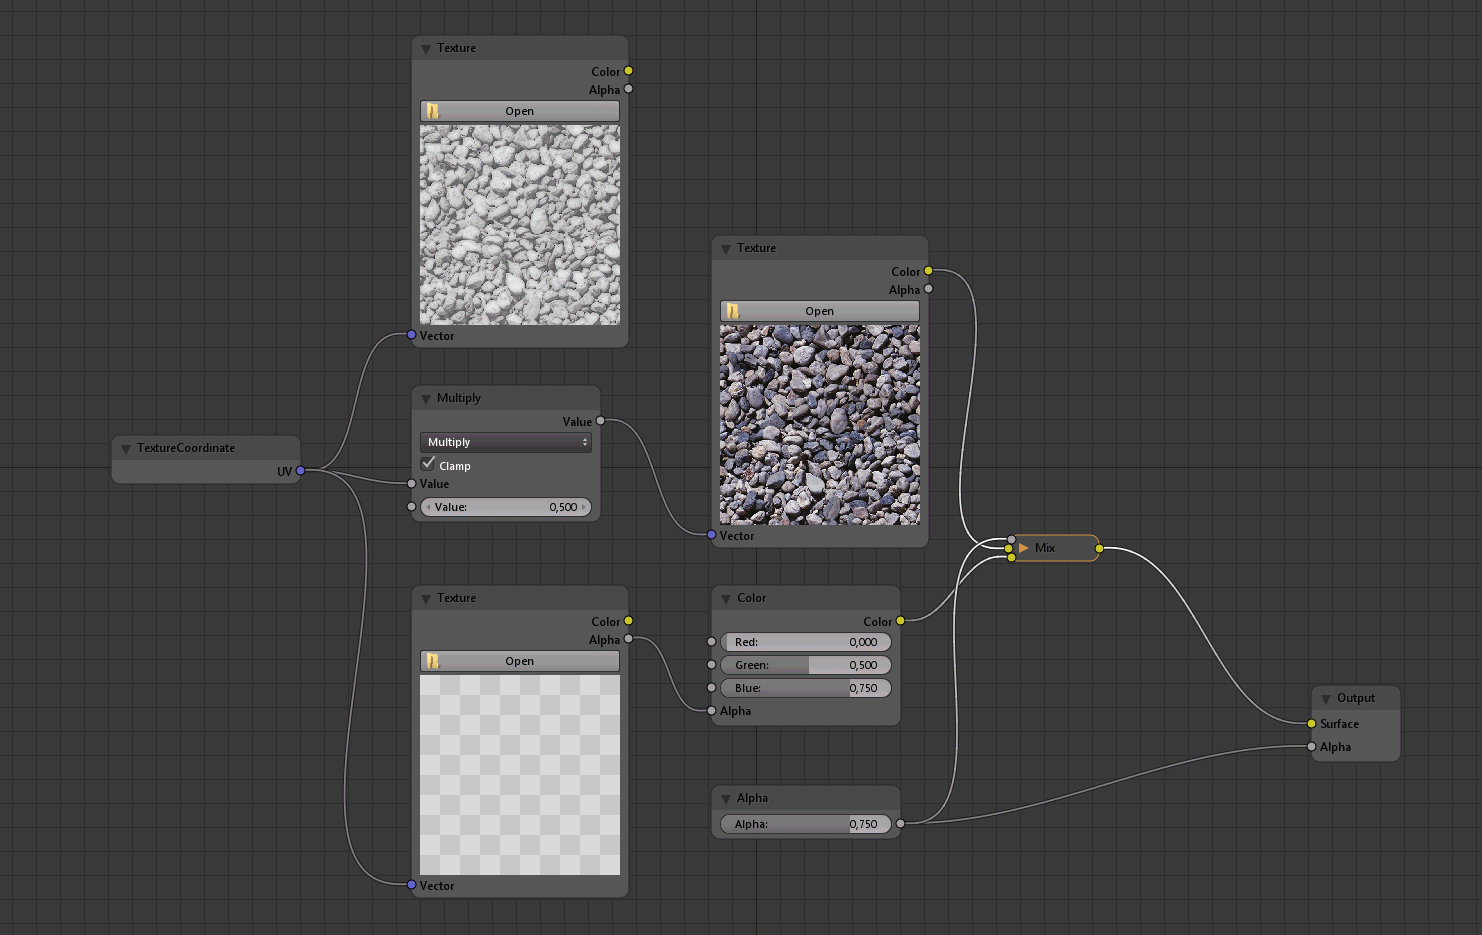 Texture
Color
Alpha
Open
Vector
TextureCoordinate
UV
Multiply
Value
Multiply
Clamp
Value
Value: 0,500
Texture
Color
Alpha
Open
Vector
Texture
Color
Alpha
Open
Vector
Color
Color
Red: 0,000
Green: 0,500
Blue: 0,750
Alpha
Alpha
Alpha: 0,750
Mix
Output
Surface
Alpha